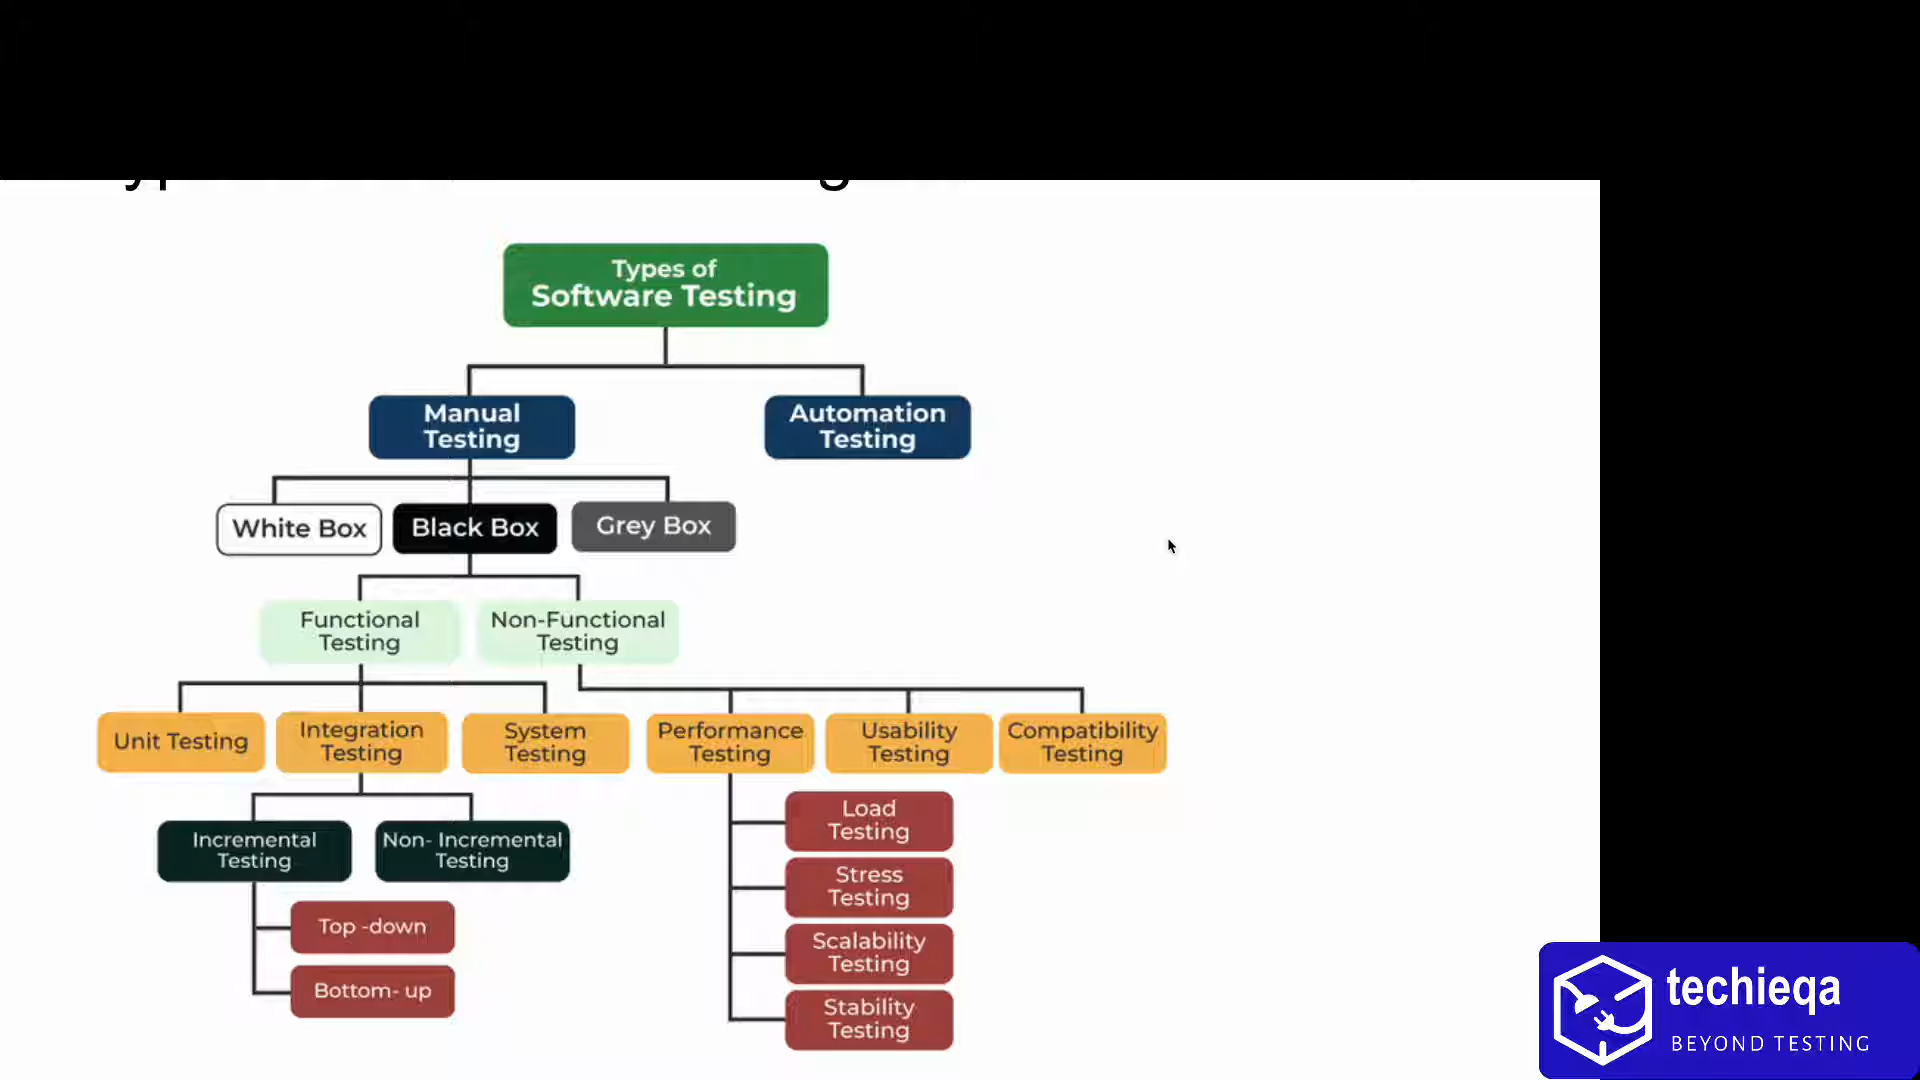 Types of
Software Testing
Manual
Testing
Automation
Testing
White Box
Black Box
Grey Box
Functional
Testing
Non-Functional
Testing
Unit Testing
Integration
Testing
System
Testing
Performance
Testing
Usability
Testing
Compatibility
Testing
Incremental
Testing
Non- Incremental
Testing
Top -down
Bottom- up
Load
Testing
Stress
Testing
Scalability
Testing
Stability
Testing
techieqa
BEYOND TESTING